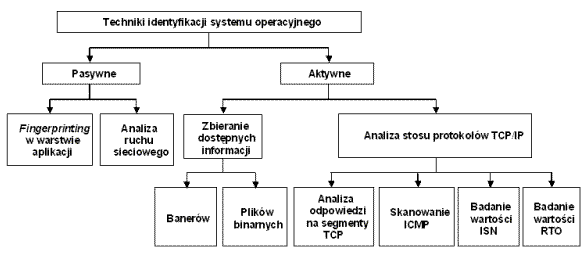 Techniki identyfikacji systemu operacyjnego
Pasywne
Aktywne
Fingerprinting
w warstwie
aplikacji
Analiza
ruchu
sieciowego
Zbieranie
dostępnych
informacji
Analiza stosu protokołów TCP/IP
Banerów
Plików
binarnych
Analiza
odpowiedzi
na segmenty
TCP
Skanowanie
ICMP
Badanie
wartości
ISN
Badanie
wartości
RTO